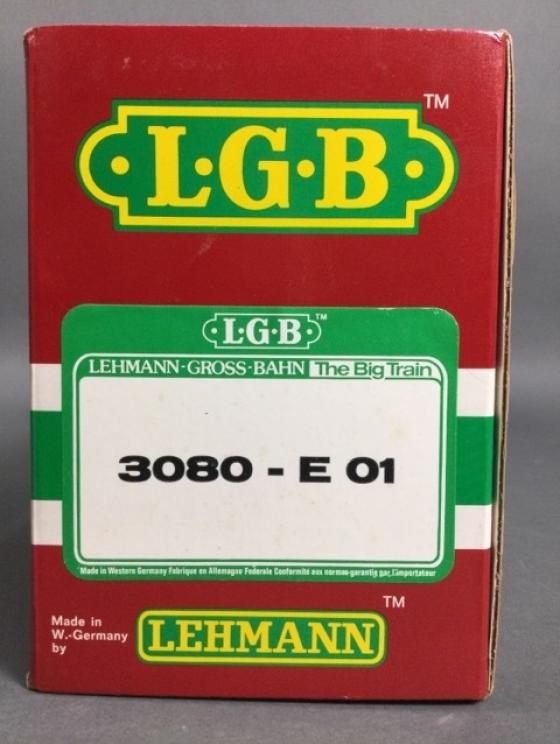 L·G·B TM
L·G·B TM
LEHMANN-GROSS-BAHN The Big Train
3080 - E 01
Made in Western Germany Fabrique en Allemagne Federale Conformité aux normes garantis par l'importateur
Made in
W.-Germany
by
LEHMANN TM